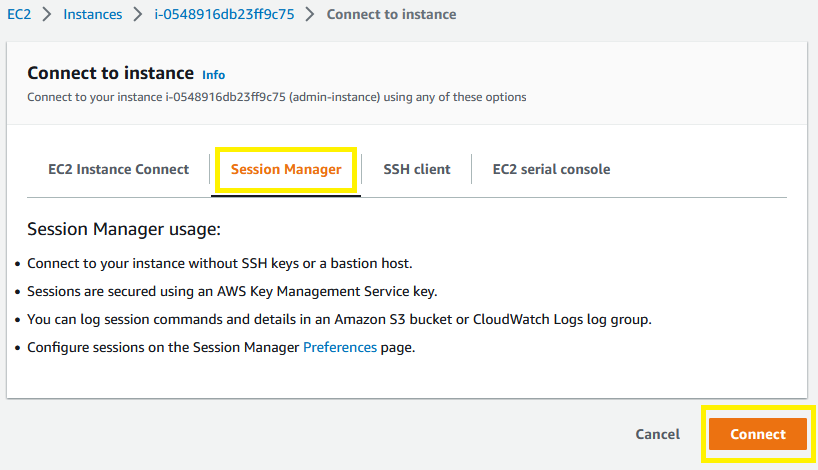 EC2 > Instances > i-0548916db23ff9c75 > Connect to instance
Connect to instance Info
Connect to your instance i-0548916db23ff9c75 (admin-instance) using any of these options
EC2 Instance Connect
Session Manager
SSH client
EC2 serial console
Session Manager usage:
• Connect to your instance without SSH keys or a bastion host.
• Sessions are secured using an AWS Key Management Service key.
• You can log session commands and details in an Amazon S3 bucket or CloudWatch Logs log group.
• Configure sessions on the Session Manager Preferences page.
Cancel
Connect